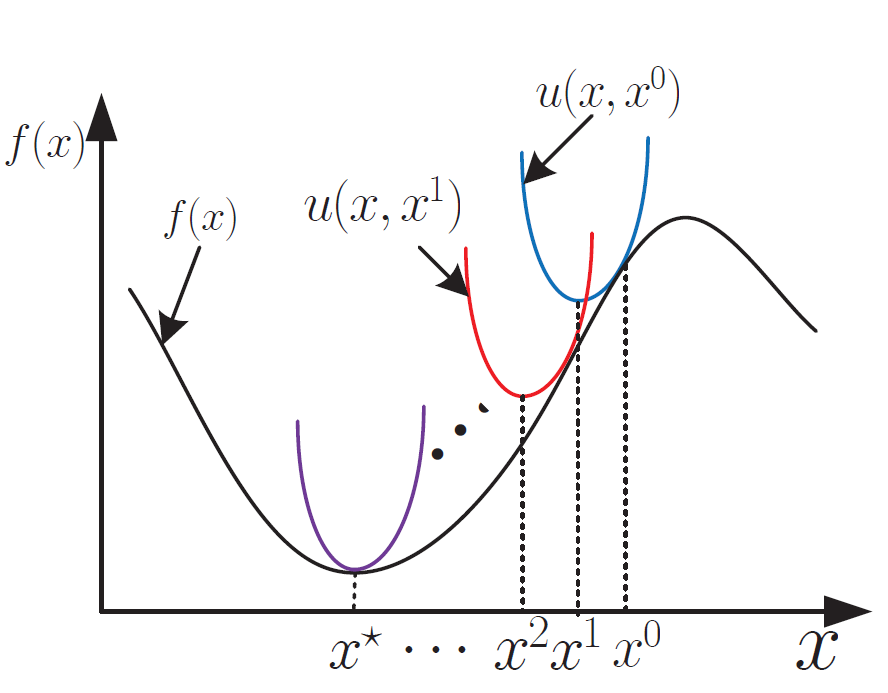 u(x, x⁰)
f(x)
u(x, x¹)
f(x)
x⋆ ⋯ x² x¹ x⁰ x